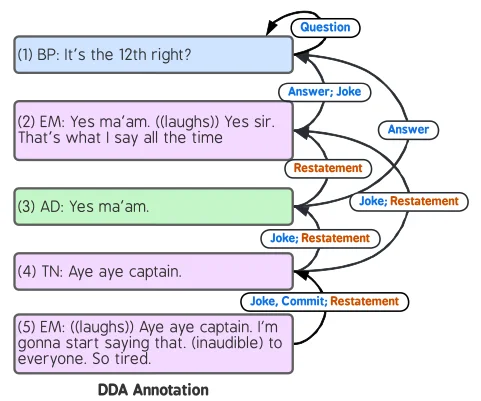 Question
(1) BP: It's the 12th right?
Answer; Joke
(2) EM: Yes ma'am. ((laughs)) Yes sir.
That's what I say all the time
Answer
Restatement
(3) AD: Yes ma'am.
Joke; Restatement
Joke; Restatement
(4) TN: Aye aye captain.
Joke, Commit; Restatement
(5) EM: ((laughs)) Aye aye captain. I'm
gonna start saying that. (inaudible) to
everyone. So tired.
DDA Annotation